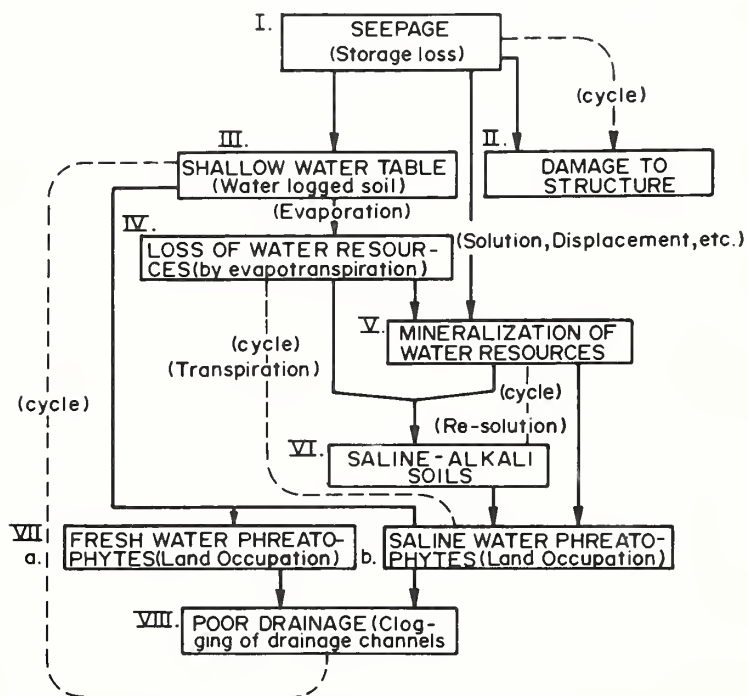 I.
SEEPAGE
(Storage loss)
(cycle)
II.
DAMAGE TO
STRUCTURE
III.
SHALLOW WATER TABLE
(Water logged soil)
(Evaporation)
IV.
LOSS OF WATER RESOUR-
CES(by evapotranspiration)
(Solution, Displacement, etc.)
V.
MINERALIZATION OF
WATER RESOURCES
(cycle)
(Transpiration)
(cycle)
(cycle)
(Re-solution)
VI.
SALINE-ALKALI
SOILS
VII
a.
FRESH WATER PHREATO-
PHYTES(Land Occupation)
b.
SALINE WATER PHREATO-
PHYTES(Land Occupation)
VIII.
POOR DRAINAGE (Clog-
ging of drainage channels